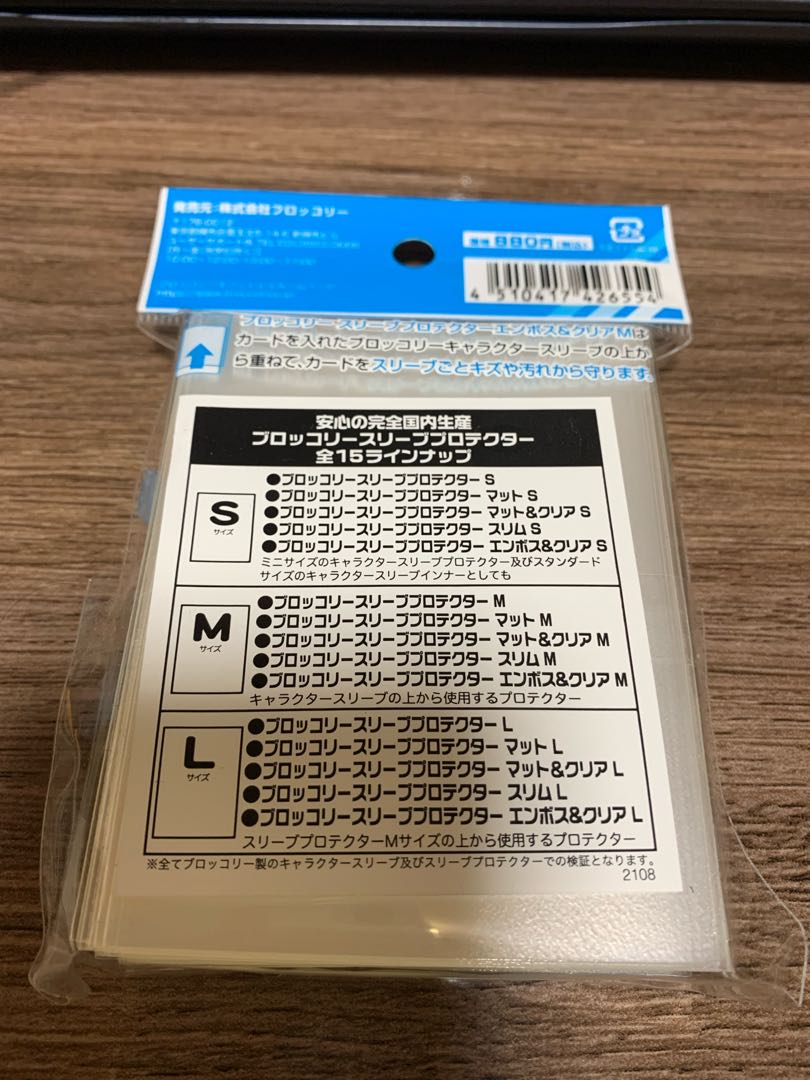 発売元:株式会社ブロッコリー
価格 880円(税込)
プラ
4 510417 426554
ブロッコリースリーブプロテクターエンボス&クリアMは
カードを入れたブロッコリーキャラクタースリーブの上か
ら重ねて、カードをスリーブごとキズや汚れから守ります。
安心の完全国内生産
ブロッコリースリーブプロテクター
全15ラインナップ
S
サイズ
●ブロッコリースリーブプロテクター S
●ブロッコリースリーブプロテクター マット S
●ブロッコリースリーブプロテクター マット&クリア S
●ブロッコリースリーブプロテクター スリム S
●ブロッコリースリーブプロテクター エンボス&クリア S
ミニサイズのキャラクタースリーブプロテクター及びスタンダード
サイズのキャラクタースリーブインナーとしても
M
サイズ
●ブロッコリースリーブプロテクター M
●ブロッコリースリーブプロテクター マット M
●ブロッコリースリーブプロテクター マット&クリア M
●ブロッコリースリーブプロテクター スリム M
●ブロッコリースリーブプロテクター エンボス&クリア M
キャラクタースリーブの上から使用するプロテクター
L
サイズ
●ブロッコリースリーブプロテクター L
●ブロッコリースリーブプロテクター マット L
●ブロッコリースリーブプロテクター マット&クリア L
●ブロッコリースリーブプロテクター スリム L
●ブロッコリースリーブプロテクター エンボス&クリア L
スリーブプロテクターMサイズの上から使用するプロテクター
※全てブロッコリー製のキャラクタースリーブ及びスリーブプロテクターでの検証となります。
2108